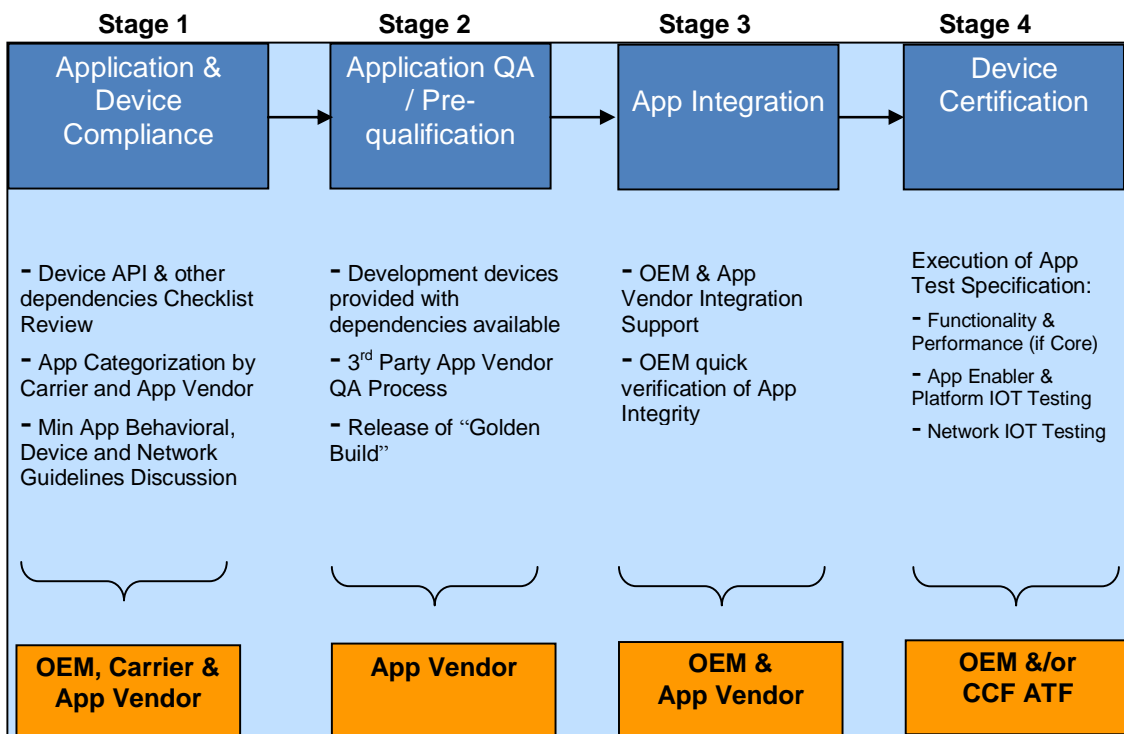 Stage 1
Stage 2
Stage 3
Stage 4
Application &
Device
Compliance
Application QA
/ Pre-
qualification
App Integration
Device
Certification
- Device API & other
dependencies Checklist
Review
- App Categorization by
Carrier and App Vendor
- Min App Behavioral,
Device and Network
Guidelines Discussion
- Development devices
provided with
dependencies available
- 3rd Party App Vendor
QA Process
- Release of “Golden
Build”
- OEM & App
Vendor Integration
Support
- OEM quick
verification of App
Integrity
Execution of App
Test Specification:
- Functionality &
Performance (if Core)
- App Enabler &
Platform IOT Testing
- Network IOT Testing
OEM, Carrier &
App Vendor
App Vendor
OEM &
App Vendor
OEM &/or
CCF ATF